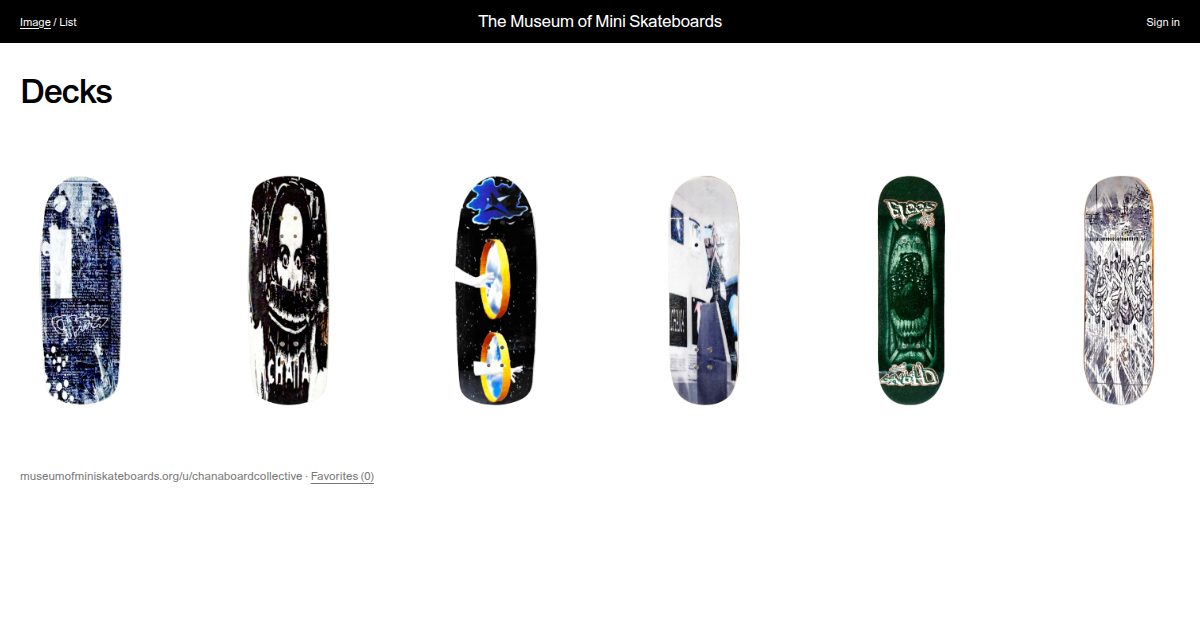 Image / List
The Museum of Mini Skateboards
Sign in
Decks
CHANA
museumofminiskateboards.org/u/chanaboardcollective · Favorites (0)